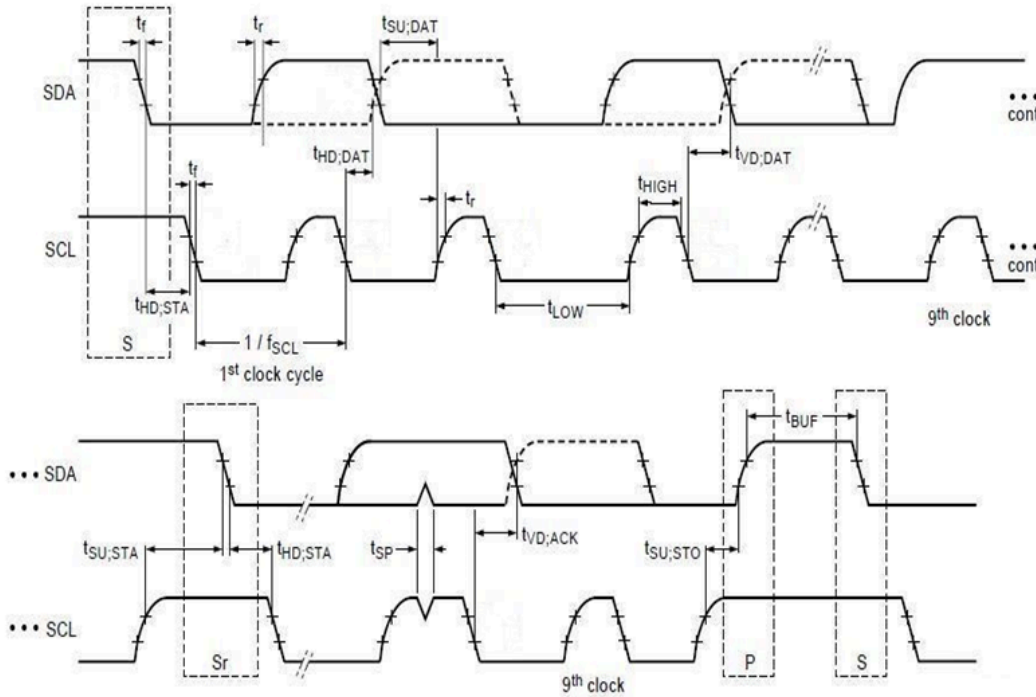 tf tr tSU;DAT
SDA
••• cont
tHD;DAT
tVD;DAT
tf
tr
tHIGH
SCL
••• cont
tHD;STA
tLOW
9th clock
S
1 / fSCL
1st clock cycle
tBUF
••• SDA
tSU;STA
tHD;STA
tSP
tVD;ACK
tSU;STO
••• SCL
Sr
P
S
9th clock